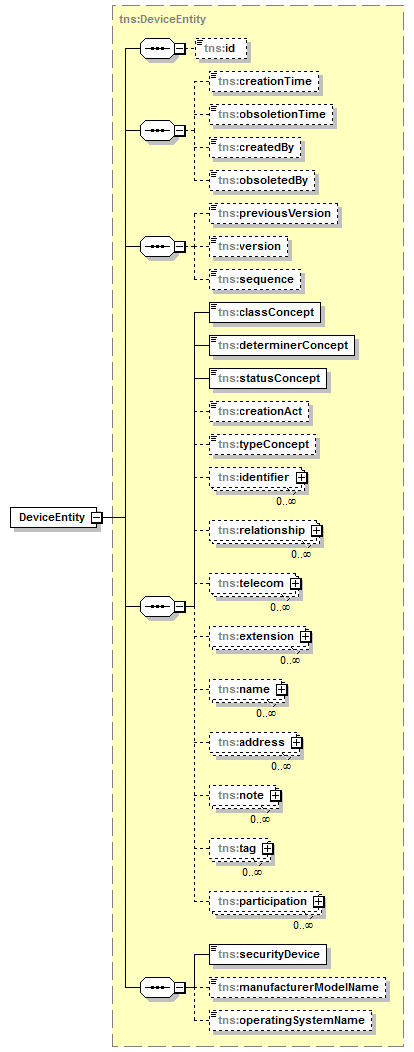 tns:DeviceEntity
tns:id
tns:creationTime
tns:obsoletionTime
tns:createdBy
tns:obsoletedBy
tns:previousVersion
tns:version
tns:sequence
tns:classConcept
tns:determinerConcept
tns:statusConcept
tns:creationAct
tns:typeConcept
tns:identifier
0..∞
DeviceEntity
tns:relationship
0..∞
tns:telecom
0..∞
tns:extension
0..∞
tns:name
0..∞
tns:address
0..∞
tns:note
0..∞
tns:tag
0..∞
tns:participation
0..∞
tns:securityDevice
tns:manufacturerModelName
tns:operatingSystemName